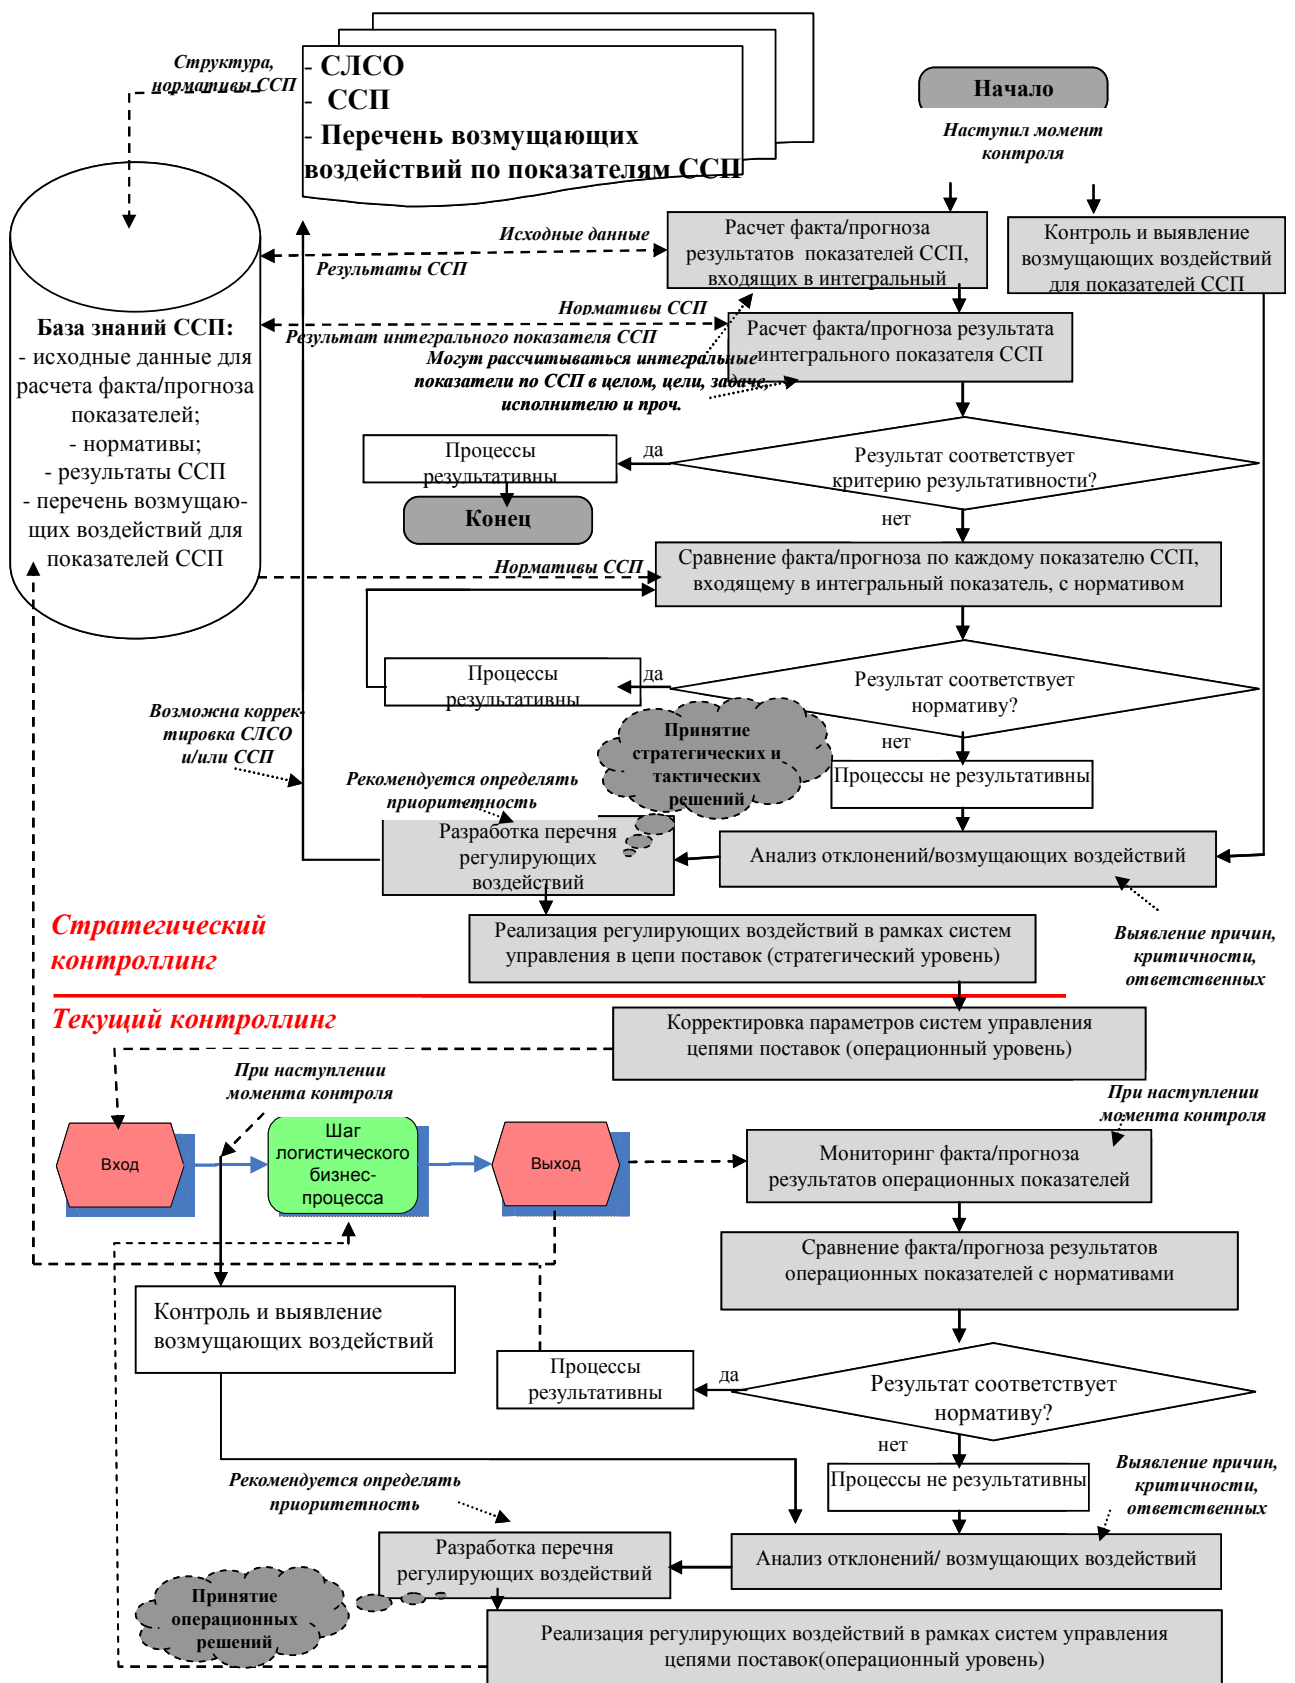 Структура,
нормативы ССП
- СЛСО
- ССП
- Перечень возмущающих
воздействий по показателям ССП
Начало
Наступил момент
контроля
Исходные данные
Результаты ССП
Расчет факта/прогноза
результатов показателей ССП,
входящих в интегральный
Контроль и выявление
возмущающих воздействий
для показателей ССП
База знаний ССП:
- исходные данные для
расчета факта/прогноза
показателей;
- нормативы;
- результаты ССП
- перечень возмущаю-
щих воздействий для
показателей ССП
Нормативы ССП
Результат интегрального показателя ССП
Расчет факта/прогноза результата
интегрального показателя ССП
Могут рассчитываться интегральные
показатели по ССП в целом, цели, задаче,
исполнителю и проч.
Процессы
результативны
да
Результат соответствует
критерию результативности?
Конец
нет
Нормативы ССП
Сравнение факта/прогноза по каждому показателю ССП,
входящему в интегральный показатель, с нормативом
Процессы
результативны
да
Результат соответствует
нормативу?
Возможна коррек-
тировка СЛСО
и/или ССП
Принятие
стратегических и
тактических
решений
нет
Процессы не результативны
Рекомендуется определять
приоритетность
Разработка перечня
регулирующих
воздействий
Анализ отклонений/возмущающих воздействий
Стратегический
контроллинг
Реализация регулирующих воздействий в рамках систем
управления в цепи поставок (стратегический уровень)
Выявление причин,
критичности,
ответственных
Текущий контроллинг
Корректировка параметров систем управления
цепями поставок (операционный уровень)
При наступлении
момента контроля
При наступлении
момента контроля
Вход
Шаг
логистического
бизнес-
процесса
Выход
Мониторинг факта/прогноза
результатов операционных показателей
Сравнение факта/прогноза результатов
операционных показателей с нормативами
Контроль и выявление
возмущающих воздействий
Процессы
результативны
да
Результат соответствует
нормативу?
нет
Процессы не результативны
Выявление причин,
критичности,
ответственных
Рекомендуется определять
приоритетность
Разработка перечня
регулирующих воздействий
Анализ отклонений/ возмущающих воздействий
Принятие
операционных
решений
Реализация регулирующих воздействий в рамках систем управления
цепями поставок(операционный уровень)